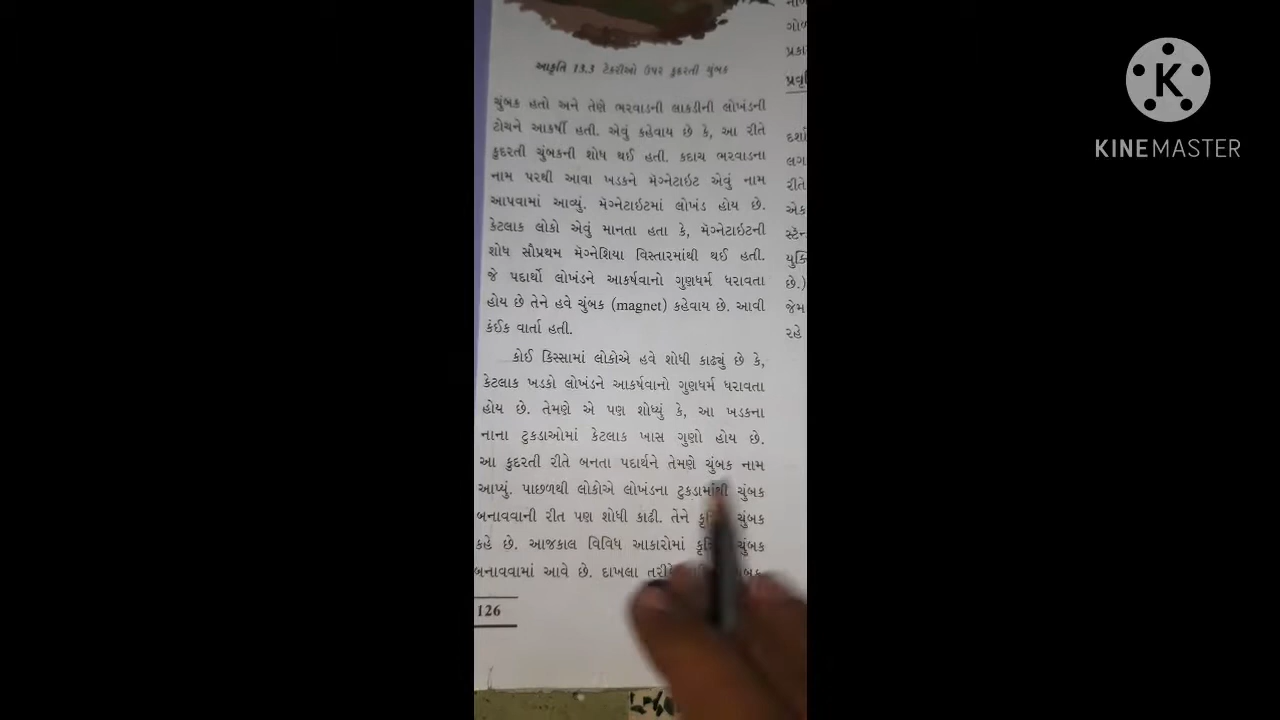 આકૃતિ 13.3 ટેકરીઓ ઉપર કુદરતી ચુંબક
ચુંબક હતો અને તેણે ભરવાડની લાકડીની લોખંડની
ટોચને આકર્ષી હતી. એવું કહેવાય છે કે, આ રીતે
કુદરતી ચુંબકની શોધ થઈ હતી. કદાચ ભરવાડના
નામ પરથી આવા ખડકને મૅગ્નેટાઇટ એવું નામ
આપવામાં આવ્યું. મૅગ્નેટાઇટમાં લોખંડ હોય છે.
કેટલાક લોકો એવું માનતા હતા કે, મૅગ્નેટાઇટની
શોધ સૌપ્રથમ મૅગ્નેશિયા વિસ્તારમાંથી થઈ હતી.
જે પદાર્થો લોખંડને આકર્ષવાનો ગુણધર્મ ધરાવતા
હોય છે તેને હવે ચુંબક (magnet) કહેવાય છે. આવી
કંઈક વાર્તા હતી.
કોઈ કિસ્સામાં લોકોએ હવે શોધી કાઢ્યું છે કે,
કેટલાક ખડકો લોખંડને આકર્ષવાનો ગુણધર્મ ધરાવતા
હોય છે. તેમણે એ પણ શોધ્યું કે, આ ખડકના
નાના ટુકડાઓમાં કેટલાક ખાસ ગુણો હોય છે.
આ કુદરતી રીતે બનતા પદાર્થને તેમણે ચુંબક નામ
આપ્યું. પાછળથી લોકોએ લોખંડના ટુકડામાંથી ચુંબક
બનાવવાની રીત પણ શોધી કાઢી. તેને ચુંબક
કહે છે. આજકાલ વિવિધ આકારોમાં ચુંબક
બનાવવામાં આવે છે. દાખલા તરીકે
126
એક
છે.)
જેમ
રહે
KINEMASTER